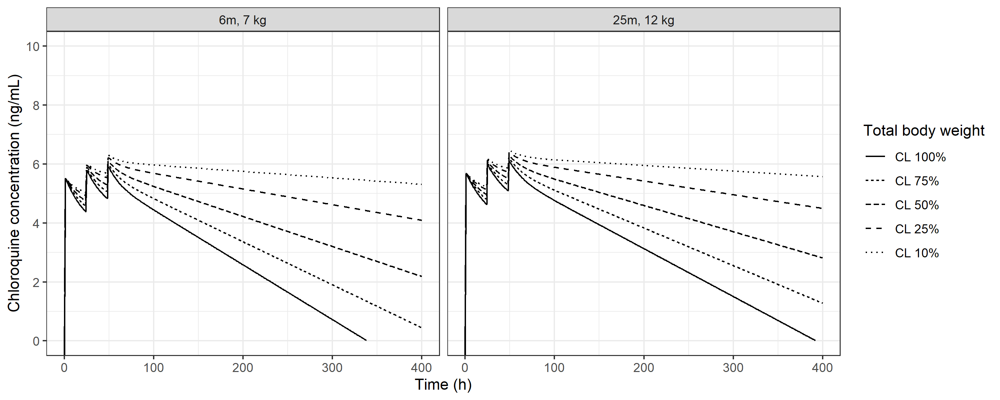 6m, 7 kg
25m, 12 kg
Chloroquine concentration (ng/mL)
10
8
6
4
2
0
0 100 200 300 400
0 100 200 300 400
Time (h)
Total body weight
CL 100%
CL 75%
CL 50%
CL 25%
CL 10%